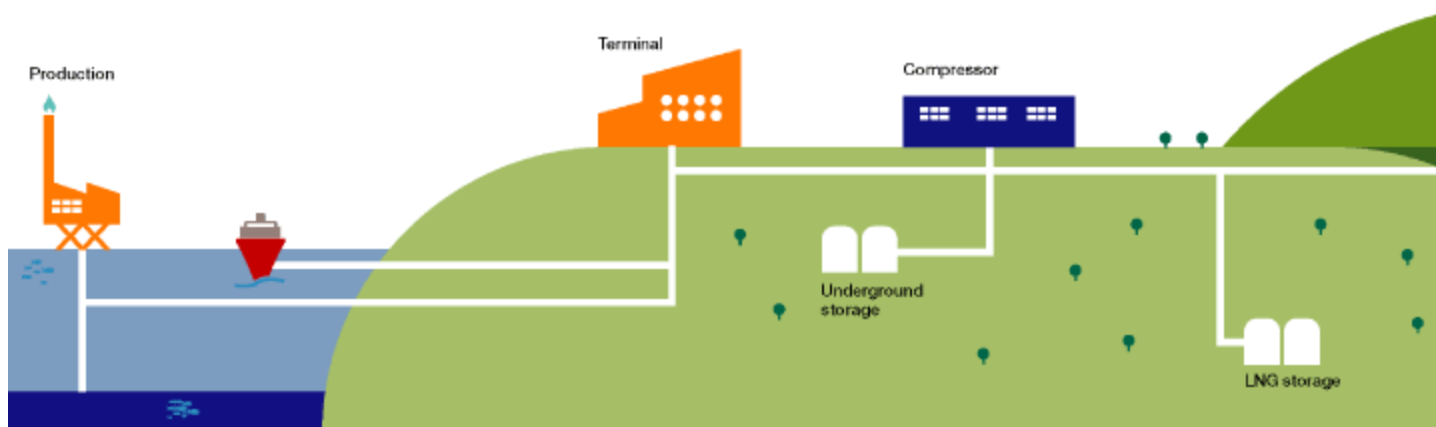 Terminal
Production
Compressor
Underground
storage
LNG storage